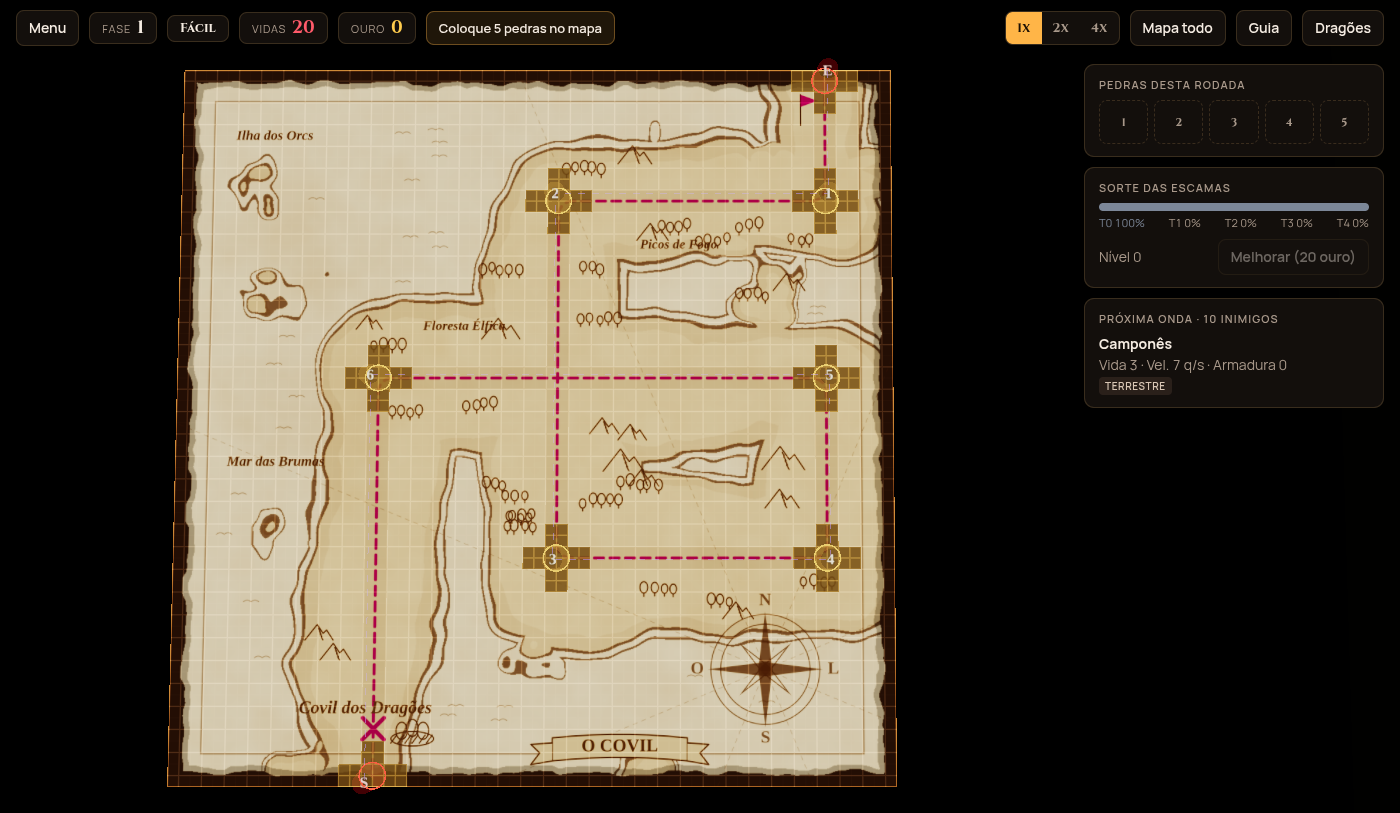 Menu
FASE 1
FÁCIL
VIDAS 20
OURO 0
Coloque 5 pedras no mapa
1X 2X 4X
Mapa todo
Guia
Dragões
PEDRAS DESTA RODADA
1 2 3 4 5
SORTE DAS ESCAMAS
T0 100% T1 0% T2 0% T3 0% T4 0%
Nível 0
Melhorar (20 ouro)
PRÓXIMA ONDA · 10 INIMIGOS
Camponês
Vida 3 · Vel. 7 q/s · Armadura 0
TERRESTRE
E
Ilha dos Orcs
2
1
Picos de Fogo
Floresta Élfica
6
5
Mar das Brumas
3
4
N
O
L
S
Covil dos Dragões
O COVIL
S